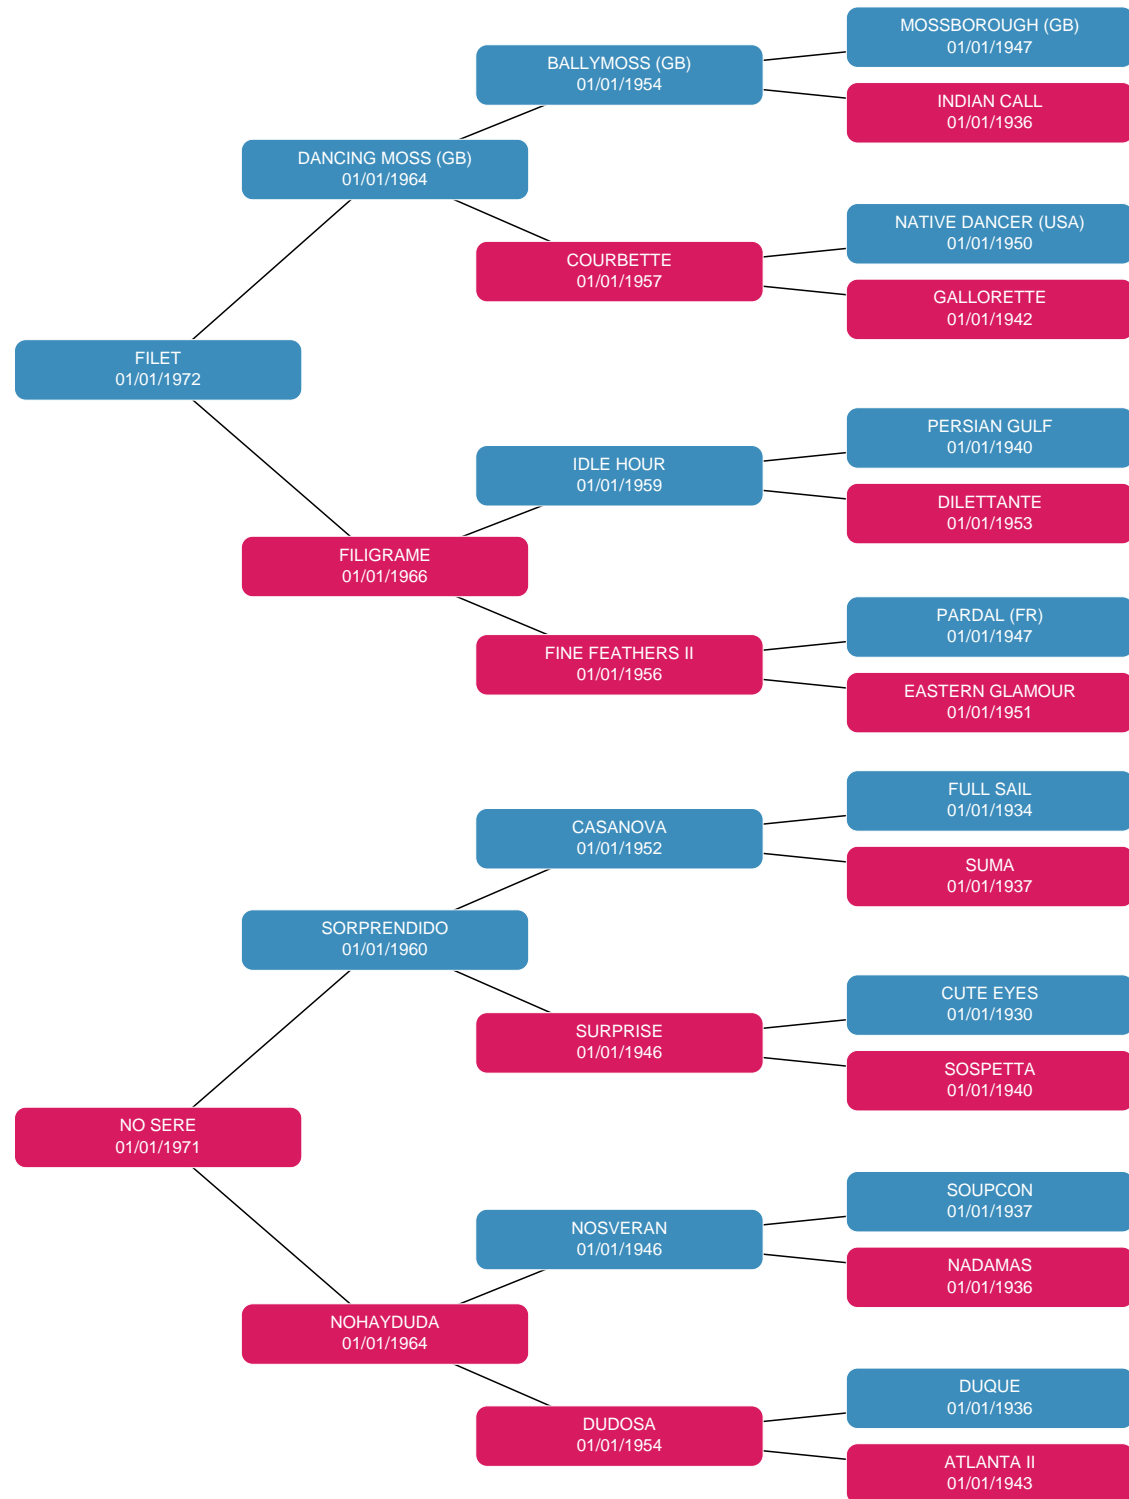 MOSSBOROUGH (GB)
01/01/1947
BALLYMOSS (GB)
01/01/1954
INDIAN CALL
01/01/1936
DANCING MOSS (GB)
01/01/1964
NATIVE DANCER (USA)
01/01/1950
COURBETTE
01/01/1957
GALLORETTE
01/01/1942
FILET
01/01/1972
PERSIAN GULF
01/01/1940
IDLE HOUR
01/01/1959
DILETTANTE
01/01/1953
FILIGRAME
01/01/1966
PARDAL (FR)
01/01/1947
FINE FEATHERS II
01/01/1956
EASTERN GLAMOUR
01/01/1951
FULL SAIL
01/01/1934
CASANOVA
01/01/1952
SUMA
01/01/1937
SORPRENDIDO
01/01/1960
CUTE EYES
01/01/1930
SURPRISE
01/01/1946
SOSPETTA
01/01/1940
NO SERE
01/01/1971
SOUPCON
01/01/1937
NOSVERAN
01/01/1946
NADAMAS
01/01/1936
NOHAYDUDA
01/01/1964
DUQUE
01/01/1936
DUDOSA
01/01/1954
ATLANTA II
01/01/1943